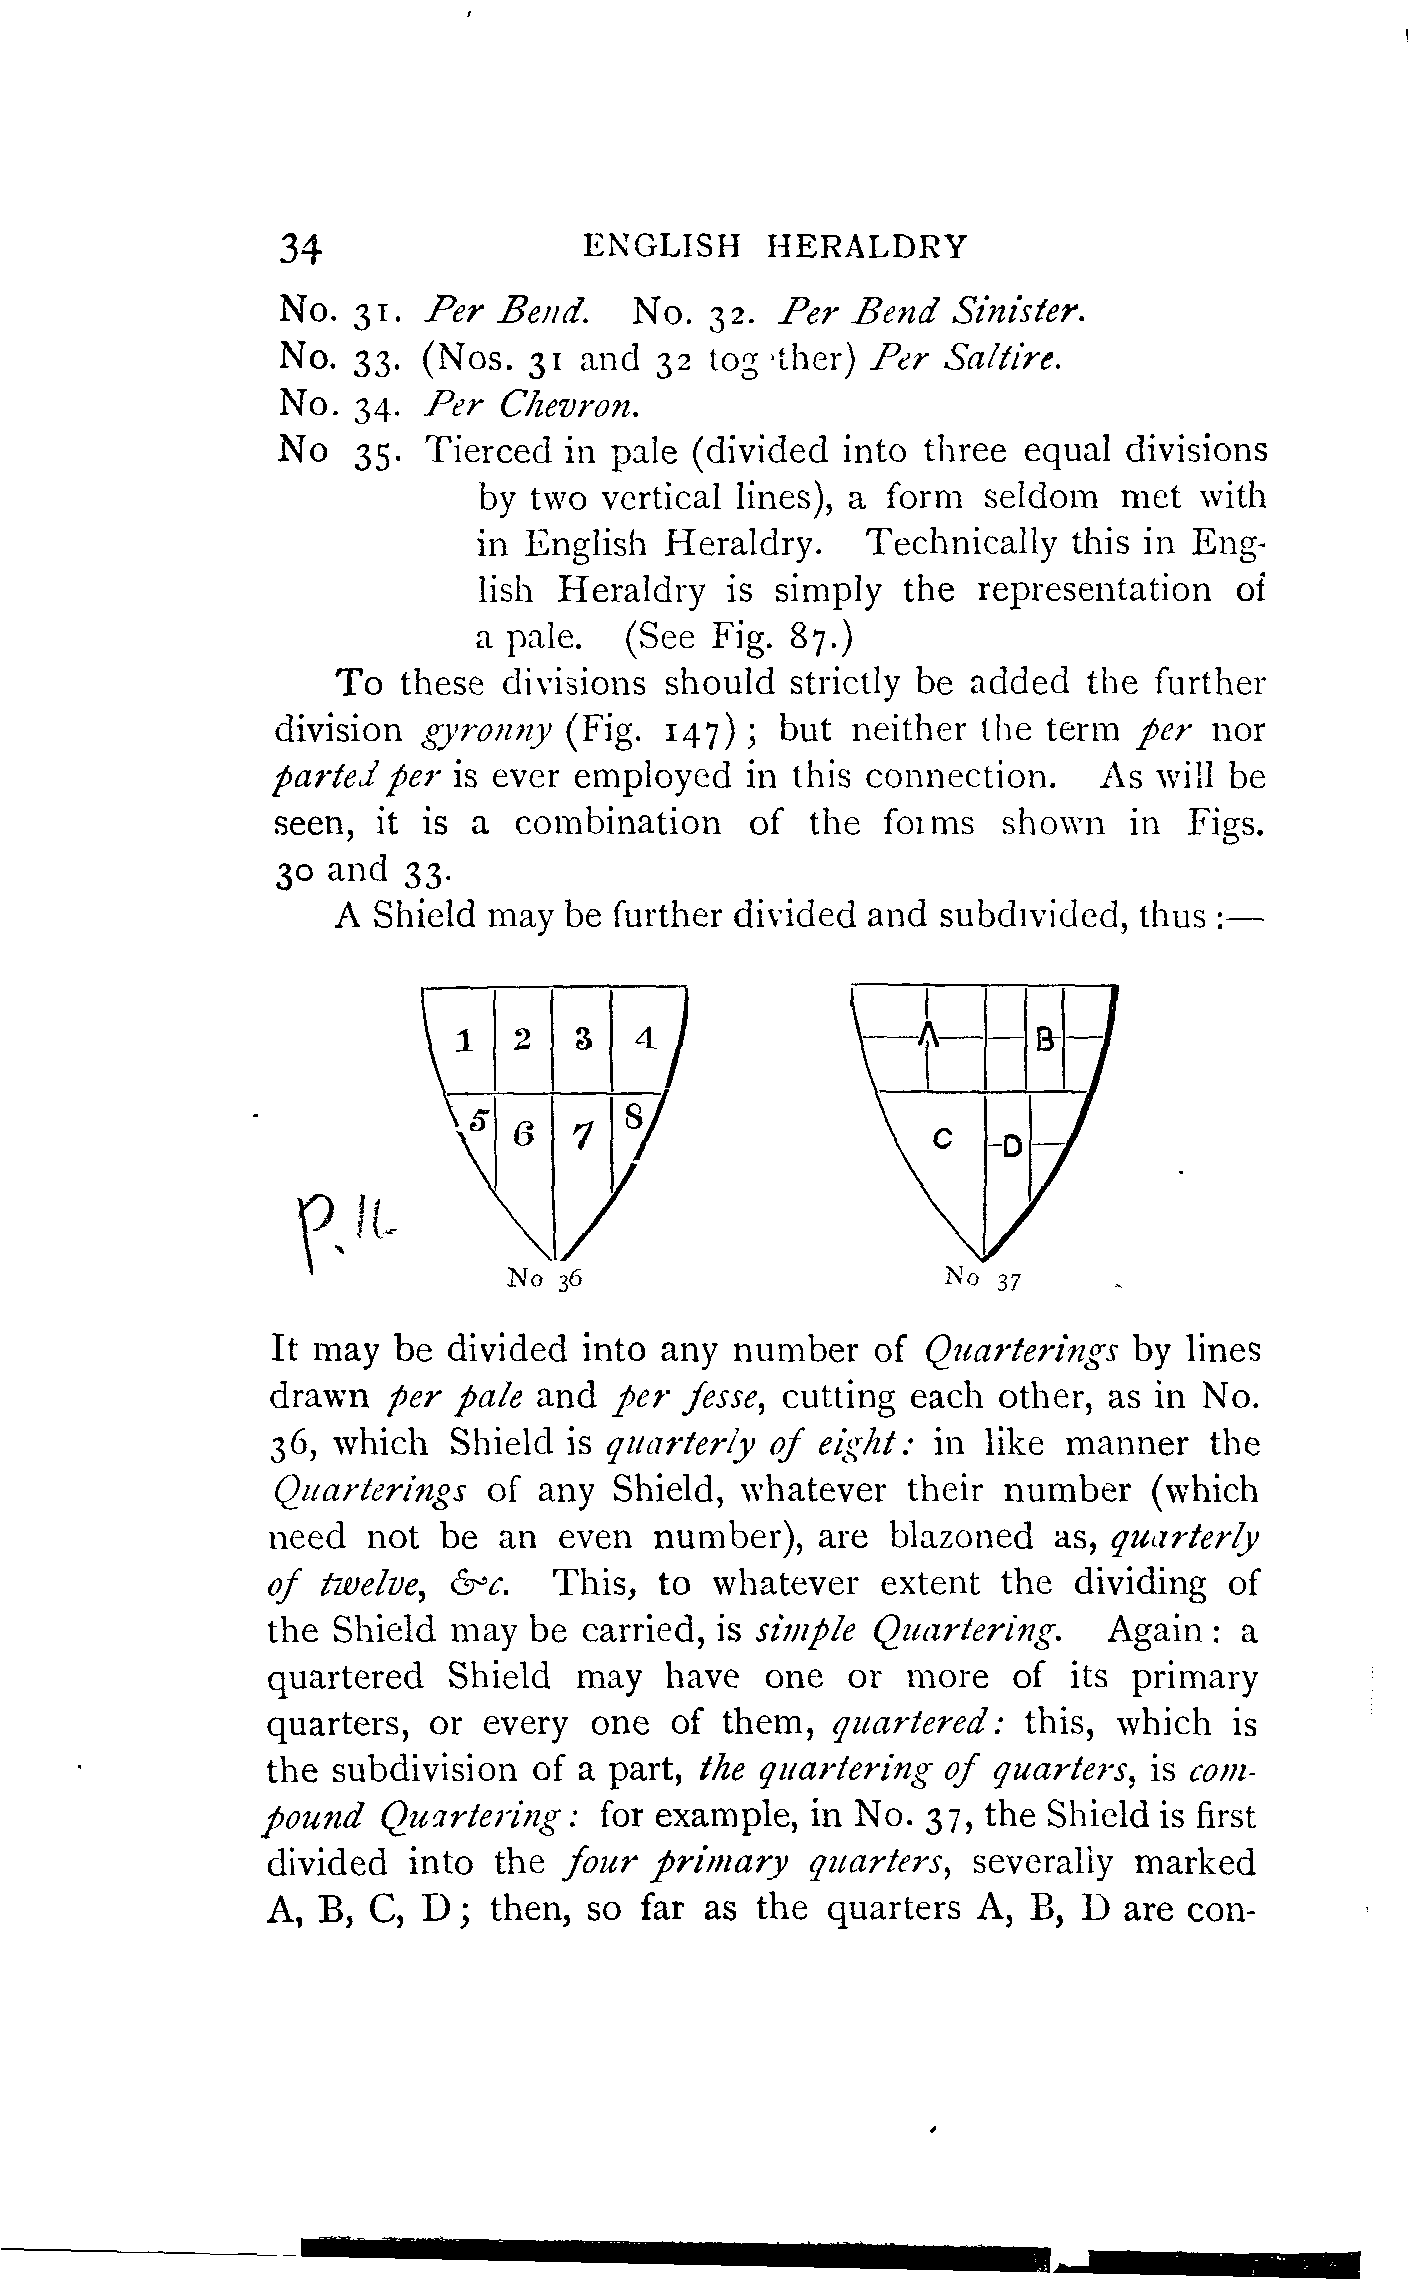 34 ENGLISH HERALDRY
No. 31. Per Bend. No. 32. Per Bend Sinister.
No. 33. (Nos. 31 and 32 tog ther) Per Saltire.
No. 34. Per Chevron.
No 35. Tierced in pale (divided into three equal divisions
by two vertical lines), a form seldom met with
in English Heraldry. Technically this in Eng-
lish Heraldry is simply the representation of
a pale. (See Fig. 87.)
To these divisions should strictly be added the further
division gyronny (Fig. 147); but neither the term per nor
parted per is ever employed in this connection. As will be
seen, it is a combination of the forms shown in Figs.
30 and 33.
A Shield may be further divided and subdivided, thus :—
1 2 3 4
5 6 7 8
A B
C D
No 36 No 37
It may be divided into any number of Quarterings by lines
drawn per pale and per fesse, cutting each other, as in No.
36, which Shield is quarterly of eight: in like manner the
Quarterings of any Shield, whatever their number (which
need not be an even number), are blazoned as, quarterly
of twelve, &c. This, to whatever extent the dividing of
the Shield may be carried, is simple Quartering. Again : a
quartered Shield may have one or more of its primary
quarters, or every one of them, quartered: this, which is
the subdivision of a part, the quartering of quarters, is com-
pound Quartering: for example, in No. 37, the Shield is first
divided into the four primary quarters, severally marked
A, B, C, D; then, so far as the quarters A, B, D are con-